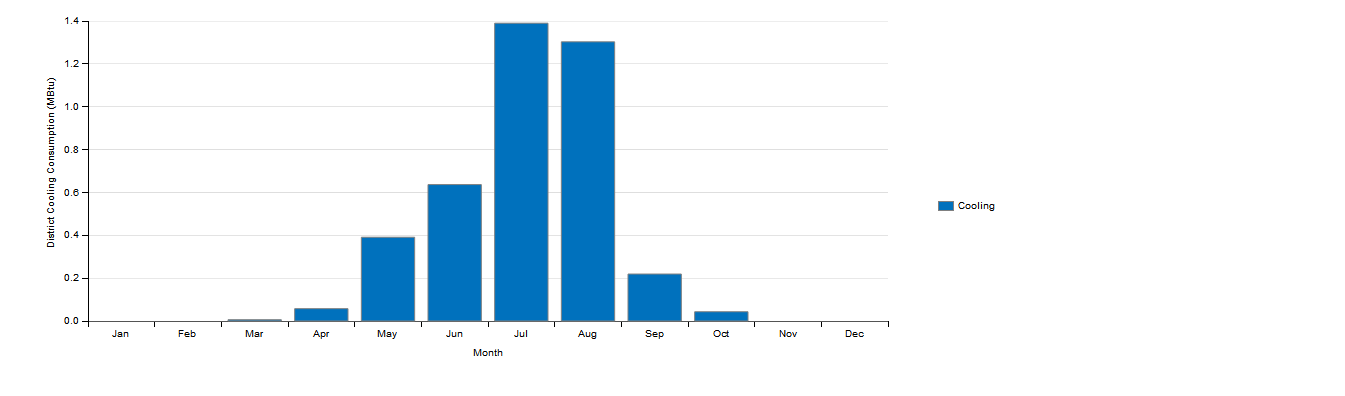 1.4
1.2
1.0
0.8
0.6
0.4
0.2
0.0
District Cooling Consumption (MBtu)
Jan Feb Mar Apr May Jun Jul Aug Sep Oct Nov Dec
Month
Cooling